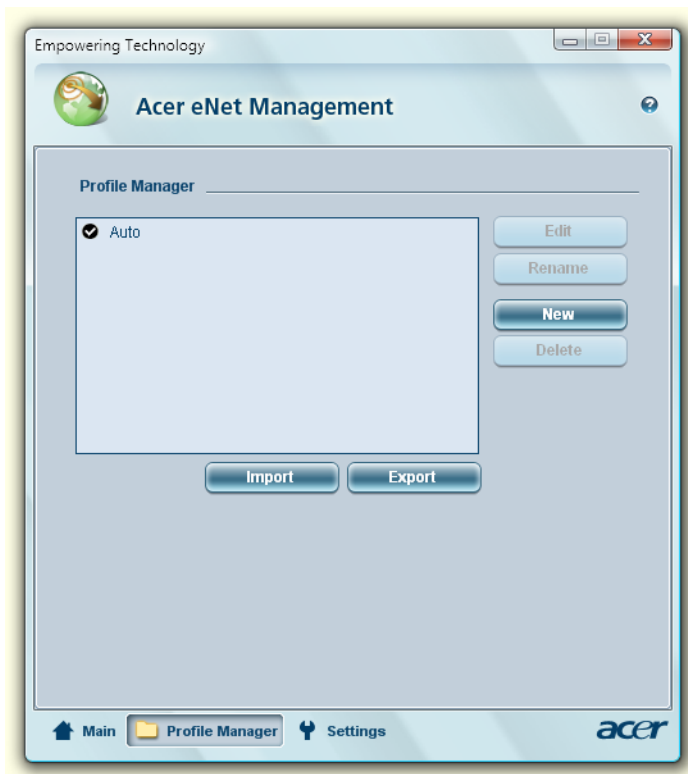 Empowering Technology
Acer eNet Management
Profile Manager
Auto
Edit
Rename
New
Delete
Import
Export
Main
Profile Manager
Settings
acer